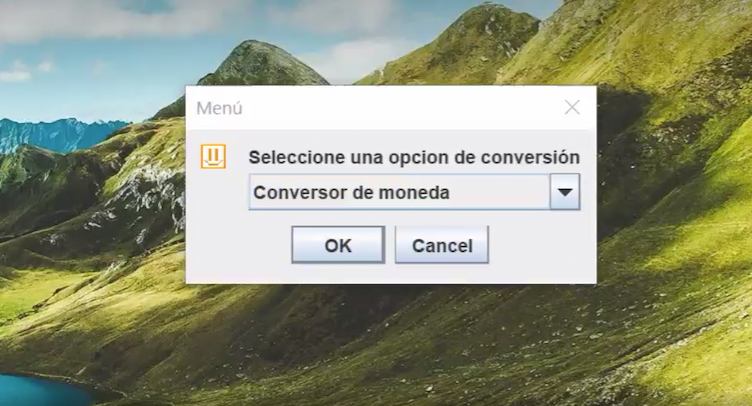 Menú
Seleccione una opcion de conversión
Conversor de moneda
OK
Cancel